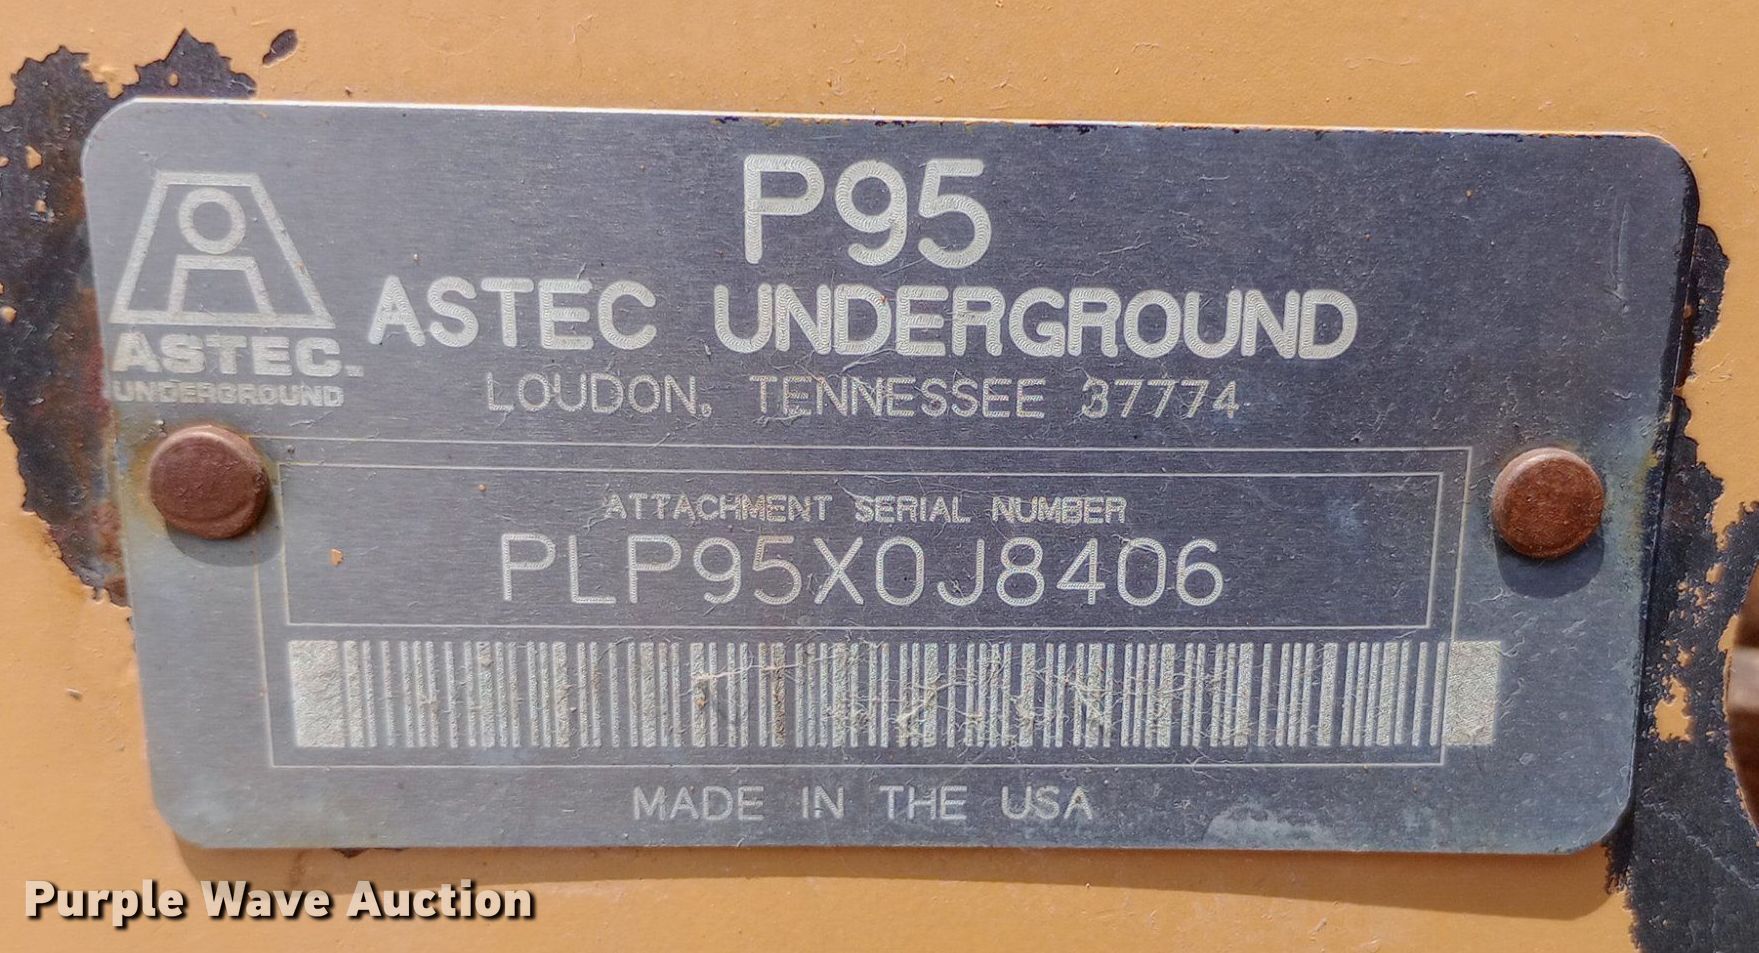 P95
ASTEC UNDERGROUND
LOUDON, TENNESSEE 37774
ASTEC.
UNDERGROUND
ATTACHMENT SERIAL NUMBER
PLP95X0J8406
MADE IN THE USA
Purple Wave Auction